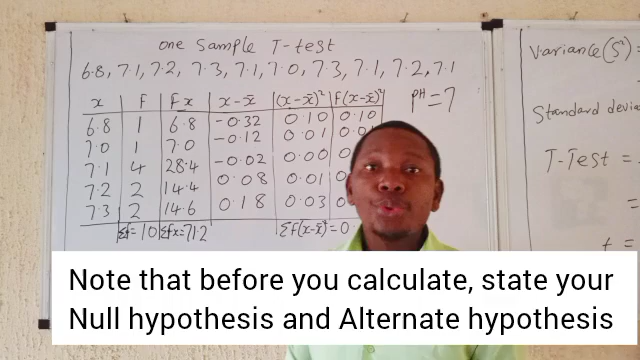 one Sample T-test
6.8, 7.1, 7.2, 7.3, 7.1, 7.0, 7.3, 7.1, 7.2, 7.1
x F Fx x-x̄ (x-x̄)² F(x-x̄)²
6.8 1 6.8 -0.32 0.10 0.10
7.0 1 7.0 -0.12 0.01
7.1 4 28.4 -0.02 0.00
7.2 2 14.4 0.08 0.01
7.3 2 14.6 0.18 0.03
Σf=10 Σfx=71.2 ΣF(x-x̄)²=0.
PH=7
Variance(S²)=
Standard
T-Test =
=
t =
Note that before you calculate, state your
Null hypothesis and Alternate hypothesis